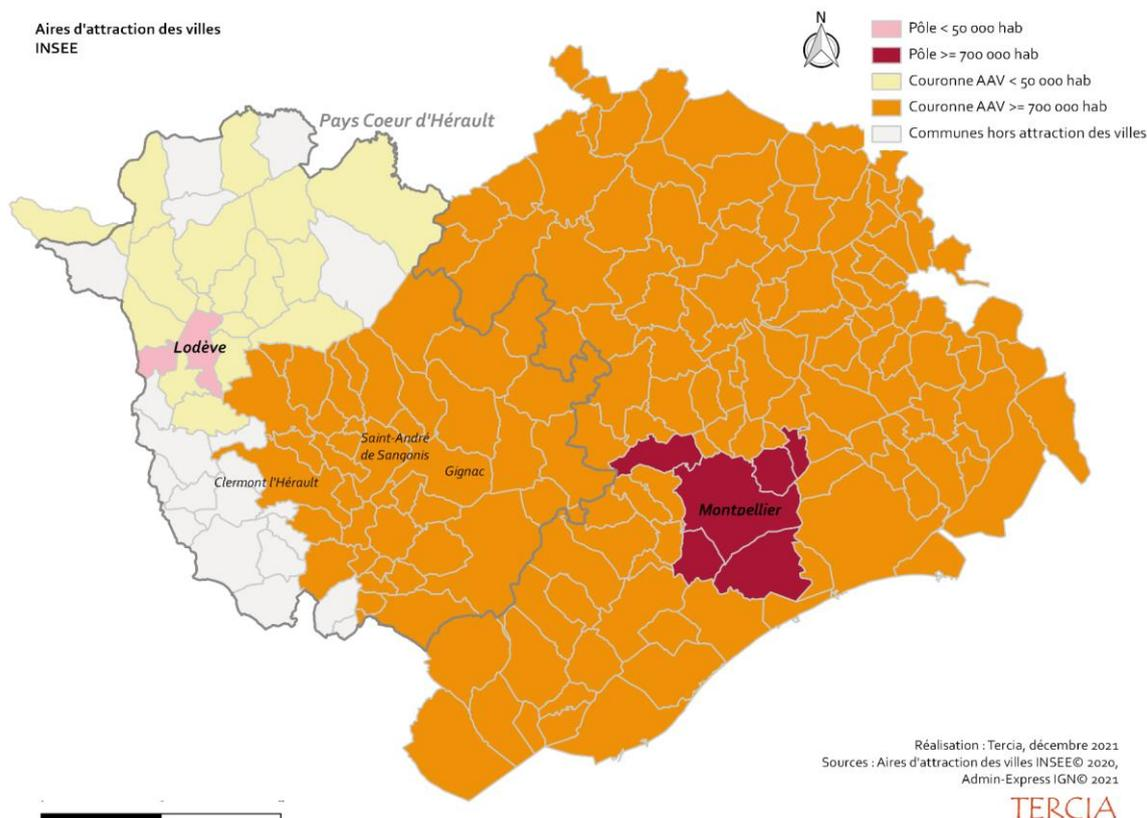 Aires d'attraction des villes
INSEE
N
Pôle < 50 000 hab
Pôle >= 700 000 hab
Couronne AAV < 50 000 hab
Couronne AAV >= 700 000 hab
Communes hors attraction des villes
Pays Coeur d'Hérault
Lodève
Saint-André
de Sangonis
Gignac
Clermont l'Hérault
Montpellier
Réalisation : Tercia, décembre 2021
Sources : Aires d'attraction des villes INSEE© 2020,
Admin-Express IGN© 2021
TERCIA